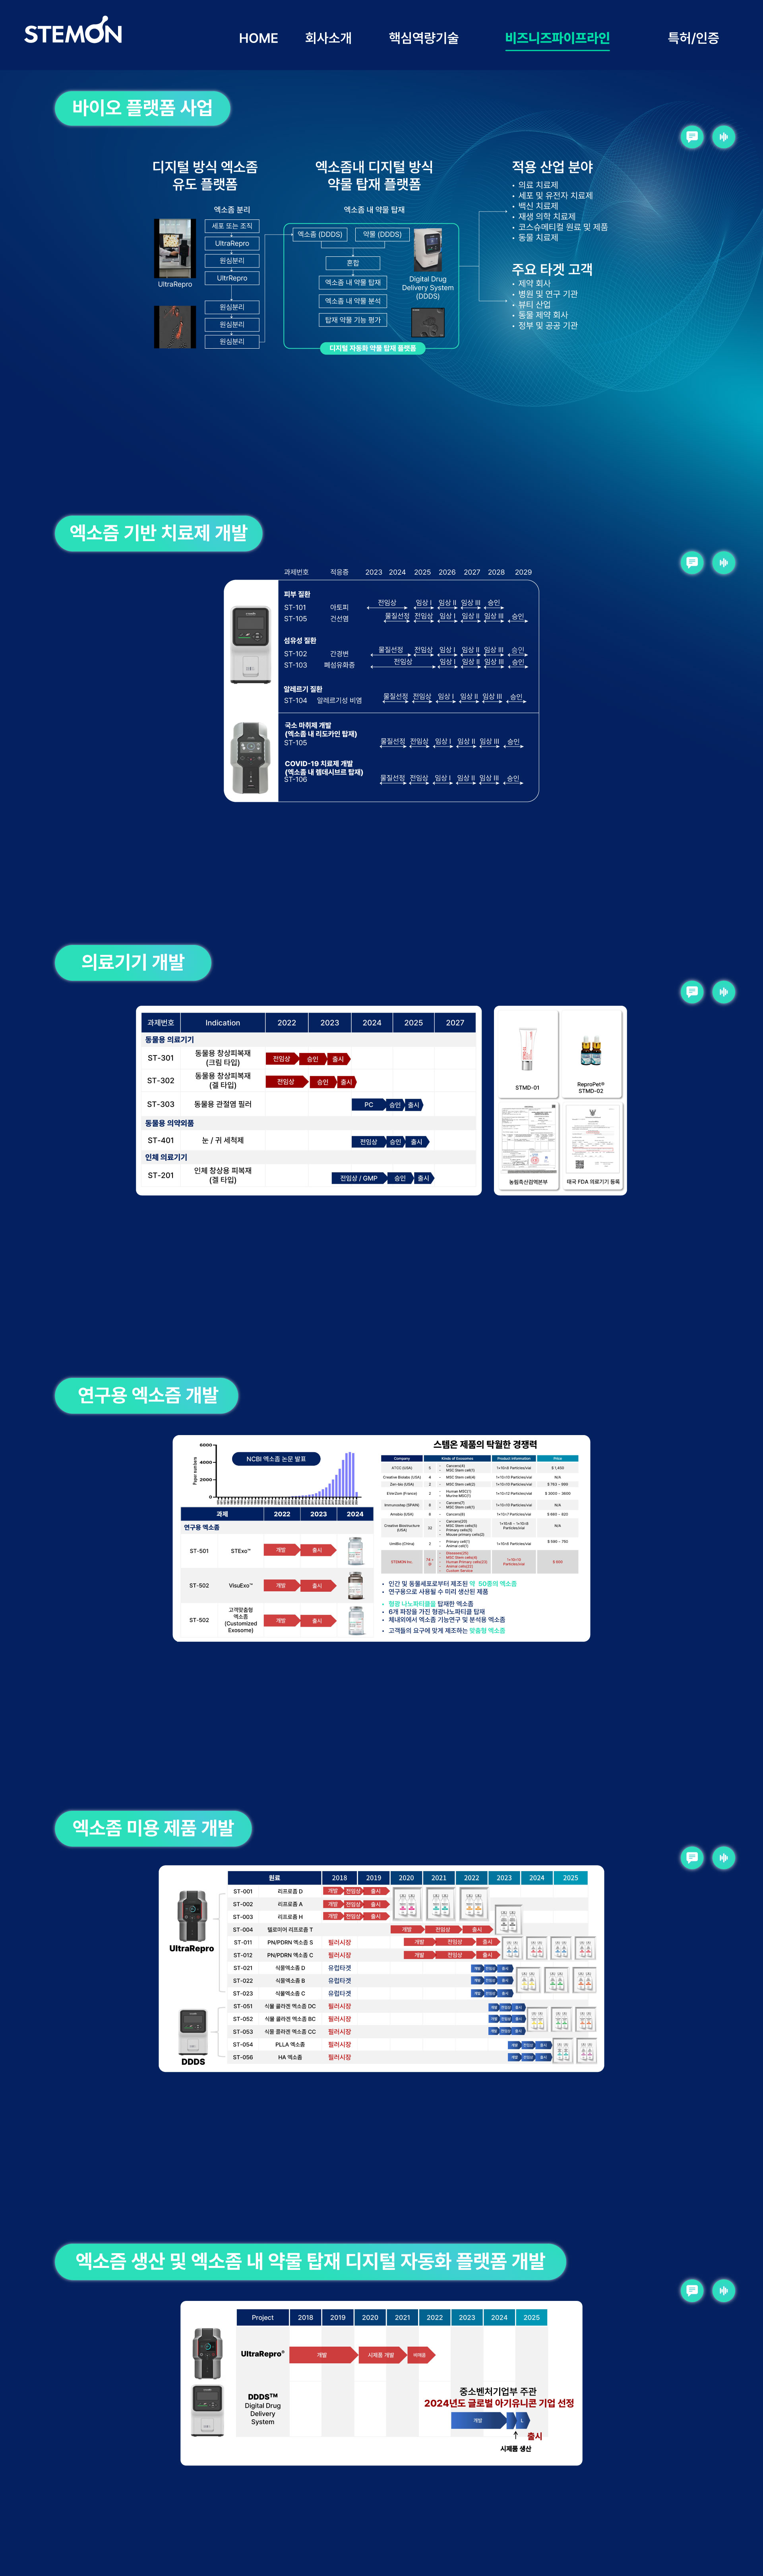 STEMON
HOME 회사소개 핵심역량기술 비즈니즈파이프라인 특허/인증
바이오 플랫폼 사업
디지털 방식 엑소좀
유도 플랫폼
엑소좀 분리
세포 또는 조직
UltraRepro
원심분리
UltrRepro
원심분리
원심분리
원심분리
UltraRepro
엑소좀내 디지털 방식
약물 탑재 플랫폼
엑소좀 내 약물 탑재
엑소좀 (DDDS) 약물 (DDDS)
혼합
엑소좀 내 약물 탑재
엑소좀 내 약물 분석
탑재 약물 기능 평가
Digital Drug
Delivery System
(DDDS)
디지털 자동화 약물 탑재 플랫폼
적용 산업 분야
• 의료 치료제
• 세포 및 유전자 치료제
• 백신 치료제
• 재생 의학 치료제
• 코스슈메티컬 원료 및 제품
• 동물 치료제
주요 타겟 고객
• 제약 회사
• 병원 및 연구 기관
• 뷰티 산업
• 동물 제약 회사
• 정부 및 공공 기관
엑소좀 기반 치료제 개발
과제번호 적응증 2023 2024 2025 2026 2027 2028 2029
피부 질환
ST-101 아토피 전임상 임상 I 임상 II 임상 III 승인
ST-105 건선염 물질선정 전임상 임상 I 임상 II 임상 III 승인
섬유성 질환
ST-102 간경변 물질선정 전임상 임상 I 임상 II 임상 III 승인
ST-103 폐섬유화증 전임상 임상 I 임상 II 임상 III 승인
알레르기 질환
ST-104 알레르기성 비염 물질선정 전임상 임상 I 임상 II 임상 III 승인
국소 마취제 개발
(엑소좀 내 리도카인 탑재)
ST-105 물질선정 전임상 임상 I 임상 II 임상 III 승인
COVID-19 치료제 개발
(엑소좀 내 렘데시브르 탑재)
ST-106 물질선정 전임상 임상 I 임상 II 임상 III 승인
의료기기 개발
과제번호 Indication 2022 2023 2024 2025 2027
동물용 의료기기
ST-301 동물용 창상피복재
(크림 타입) 전임상 승인 출시
ST-302 동물용 창상피복재
(겔 타입) 전임상 승인 출시
ST-303 동물용 관절염 필러 PC 승인 출시
동물용 의약외품
ST-401 눈 / 귀 세척제 전임상 승인 출시
인체 의료기기
ST-201 인체 창상용 피복재
(겔 타입) 전임상 / GMP 승인 출시
STMD-01
ReproPet®
STMD-02
농림축산검역본부
태국 FDA 의료기기 등록
연구용 엑소좀 개발
6000
4000
2000
0
Paper numbers
NCBI 엑소좀 논문 발표
과제 2022 2023 2024
연구용 엑소좀
ST-501 STExo™ 개발 출시
ST-502 VisuExo™ 개발 출시
ST-502 고객맞춤형
엑소좀
(Customized
Exosome) 개발 출시
스템온 제품의 탁월한 경쟁력
Company Kinds of Exosomes Product information Price
ATCC (USA)
Creative Biolabs (USA)
Zen-bio (USA)
EliteZom (France)
Immunostep (SPAIN)
UniBio (China)
STEMON Inc.
• 인간 및 동물세포로부터 제조된 약 50종의 엑소좀
• 연구용으로 사용될 수 미리 생산된 제품
• 형광 나노파티클을 탑재한 엑소좀
• 6개 파장을 가진 형광나노파티클 탑재
• 체내외에서 엑소좀 기능연구 및 분석용 엑소좀
• 고객들의 요구에 맞게 제조하는 맞춤형 엑소좀
엑소좀 미용 제품 개발
원료 2018 2019 2020 2021 2022 2023 2024 2025
ST-001 리프로좀 D 개발 전임상 출시
ST-002 리프로좀 A 개발 전임상 출시
ST-003 리프로좀 H 개발 전임상 출시
ST-004 텔로미어 리프로좀 T 개발 전임상 출시
ST-011 PN/PDRN 엑소좀 S 필러시장 개발 전임상 출시
ST-012 PN/PDRN 엑소좀 C 필러시장 개발 전임상 출시
ST-021 식물엑소좀 D 유럽타겟 개발 전임상 출시
ST-022 식물엑소좀 B 유럽타겟 개발 전임상 출시
ST-023 식물엑소좀 C 유럽타겟 개발 전임상 출시
ST-051 식물 콜라겐 엑소좀 DC 필러시장 개발 전임상 출시
ST-052 식물 콜라겐 엑소좀 BC 필러시장 개발 전임상 출시
ST-053 식물 콜라겐 엑소좀 CC 필러시장 개발 전임상 출시
ST-054 PLLA 엑소좀 필러시장 개발 전임상 출시
ST-056 HA 엑소좀 필러시장 개발 전임상 출시
UltraRepro
DDDS
엑소좀 생산 및 엑소좀 내 약물 탑재 디지털 자동화 플랫폼 개발
Project 2018 2019 2020 2021 2022 2023 2024 2025
UltraRepro® 개발 시제품 개발
DDDS™
Digital Drug
Delivery
System
중소벤처기업부 주관
2024년도 글로벌 아기유니콘 기업 선정
개발 L
출시
시제품 생산